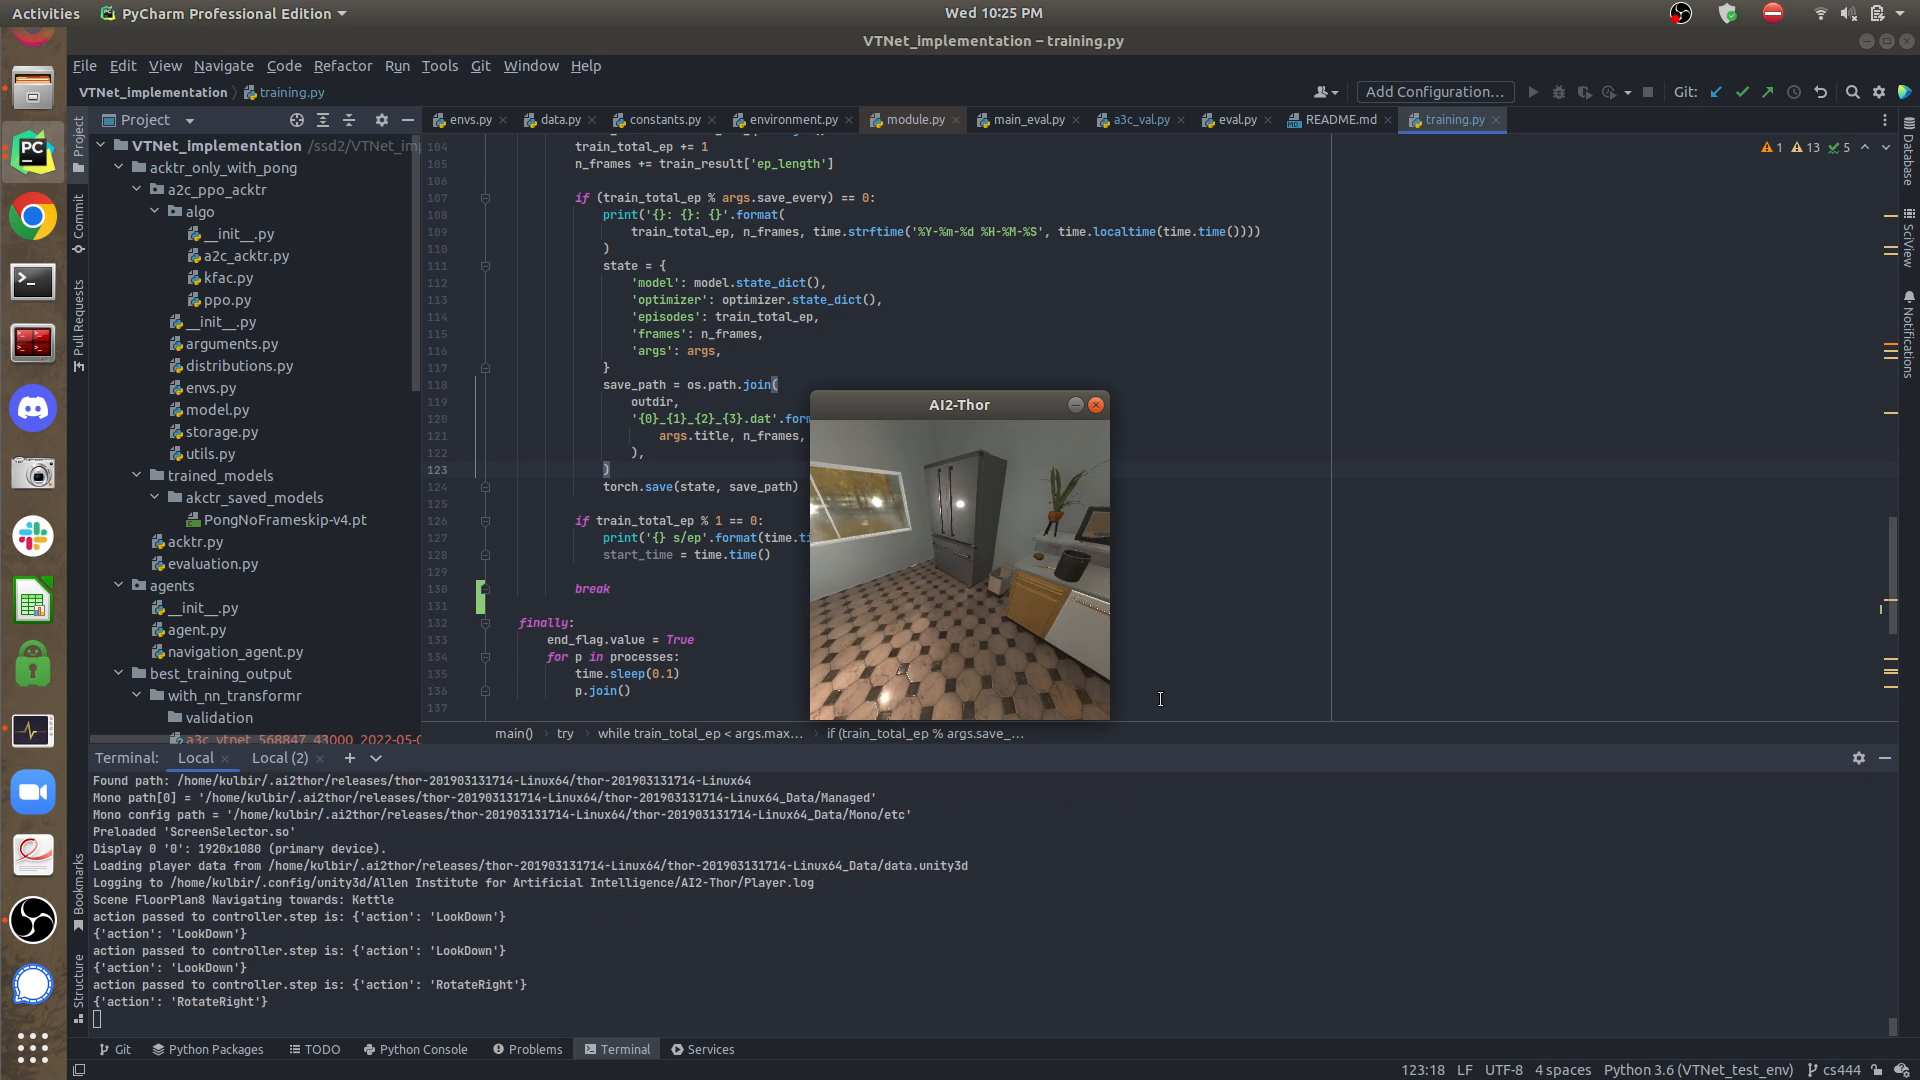 Activities
PyCharm Professional Edition
Wed 10:25 PM
VTNet_implementation – training.py
File Edit View Navigate Code Refactor Run Tools Git Window Help
VTNet_implementation training.py
Add Configuration...
Git:
Project
envs.py data.py constants.py environment.py module.py main_eval.py a3c_val.py eval.py README.md training.py
Project
Commit
Pull Requests
Bookmarks
Structure
VTNet_implementation
acktr_only_with_pong
a2c_ppo_acktr
algo
__init__.py
a2c_acktr.py
kfac.py
ppo.py
__init__.py
arguments.py
distributions.py
envs.py
model.py
storage.py
utils.py
trained_models
akctr_saved_models
PongNoFrameskip-v4.pt
acktr.py
evaluation.py
agents
__init__.py
agent.py
navigation_agent.py
best_training_output
with_nn_transformr
validation
1 13 5
104 train_total_ep += 1
105 n_frames += train_result['ep_length']
106
107 if (train_total_ep % args.save_every) == 0:
108 print('{}: {}: {}'.format(
109 train_total_ep, n_frames, time.strftime('%Y-%m-%d %H-%M-%S', time.localtime(time.time())))
110 )
111 state = {
112 'model': model.state_dict(),
113 'optimizer': optimizer.state_dict(),
114 'episodes': train_total_ep,
115 'frames': n_frames,
116 'args': args,
117 }
118 save_path = os.path.join(
119 outdir,
120 '{0}_{1}_{2}_{3}.dat'.form
121 args.title, n_frames,
122 ),
123 )
124 torch.save(state, save_path)
125
126 if train_total_ep % 1 == 0:
127 print('{} s/ep'.format(time.ti
128 start_time = time.time()
129
130 break
131
132 finally:
133 end_flag.value = True
134 for p in processes:
135 time.sleep(0.1)
136 p.join()
137
AI2-Thor
Database
SciView
Notifications
main() try while train_total_ep < args.max... if (train_total_ep % args.save_...
Terminal: Local Local (2)
Found path: /home/kulbir/.ai2thor/releases/thor-201903131714-Linux64/thor-201903131714-Linux64
Mono path[0] = '/home/kulbir/.ai2thor/releases/thor-201903131714-Linux64/thor-201903131714-Linux64_Data/Managed'
Mono config path = '/home/kulbir/.ai2thor/releases/thor-201903131714-Linux64/thor-201903131714-Linux64_Data/Mono/etc'
Preloaded 'ScreenSelector.so'
Display 0 '0': 1920x1080 (primary device).
Loading player data from /home/kulbir/.ai2thor/releases/thor-201903131714-Linux64/thor-201903131714-Linux64_Data/data.unity3d
Logging to /home/kulbir/.config/unity3d/Allen Institute for Artificial Intelligence/AI2-Thor/Player.log
Scene FloorPlan8 Navigating towards: Kettle
action passed to controller.step is: {'action': 'LookDown'}
{'action': 'LookDown'}
action passed to controller.step is: {'action': 'LookDown'}
{'action': 'LookDown'}
action passed to controller.step is: {'action': 'RotateRight'}
{'action': 'RotateRight'}
Git Python Packages TODO Python Console Problems Terminal Services
123:18 LF UTF-8 4 spaces Python 3.6 (VTNet_test_env) cs444